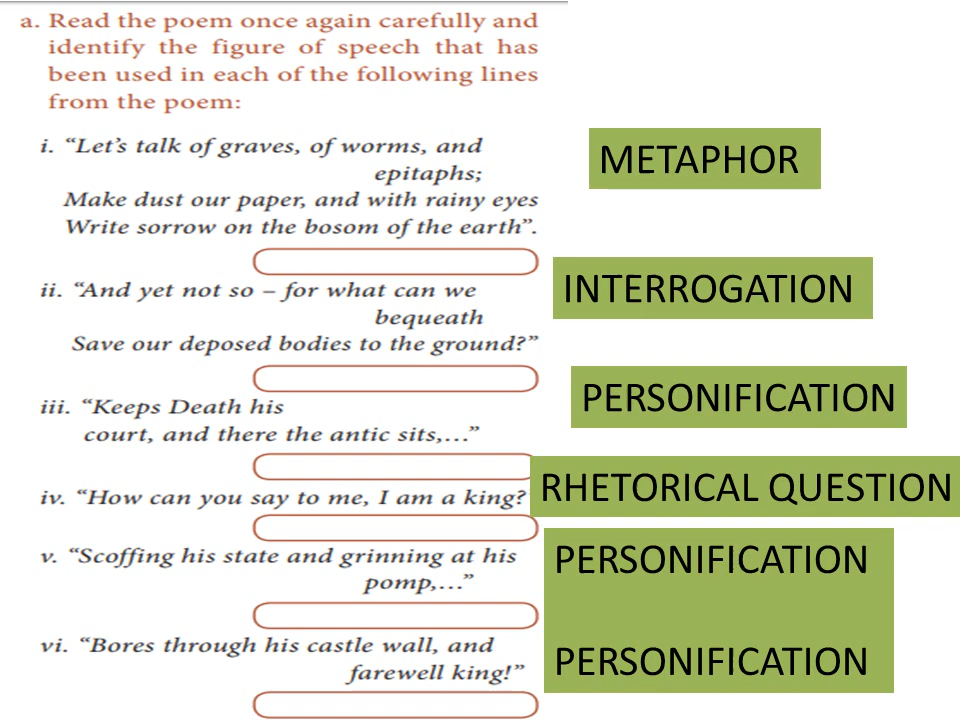 a. Read the poem once again carefully and
identify the figure of speech that has
been used in each of the following lines
from the poem:
i. “Let’s talk of graves, of worms, and
epitaphs;
Make dust our paper, and with rainy eyes
Write sorrow on the bosom of the earth”.
METAPHOR
ii. “And yet not so – for what can we
bequeath
Save our deposed bodies to the ground?”
INTERROGATION
iii. “Keeps Death his
court, and there the antic sits,…”
PERSONIFICATION
iv. “How can you say to me, I am a king?
RHETORICAL QUESTION
v. “Scoffing his state and grinning at his
pomp,…”
PERSONIFICATION
vi. “Bores through his castle wall, and
farewell king!”
PERSONIFICATION